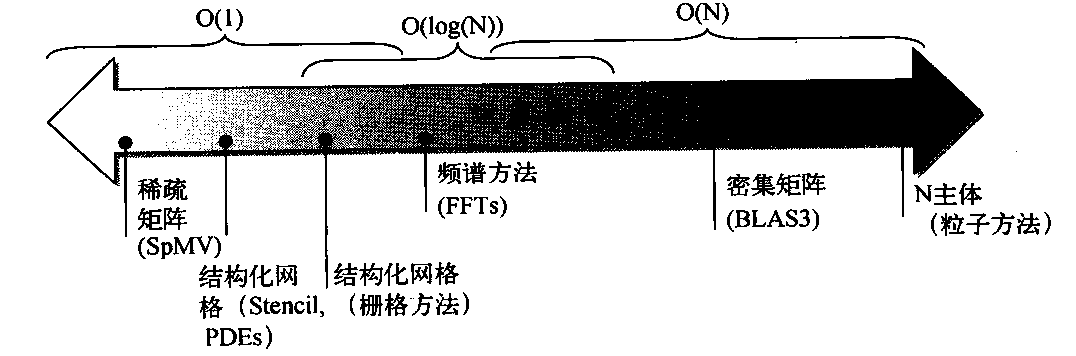 O(1)
O(log(N))
O(N)
稀疏
矩阵
(SpMV)
结构化网
格（Stencil,
PDEs）
结构化网格
（栅格方法）
频谱方法
(FFTs)
密集矩阵
(BLAS3)
N主体
（粒子方法）